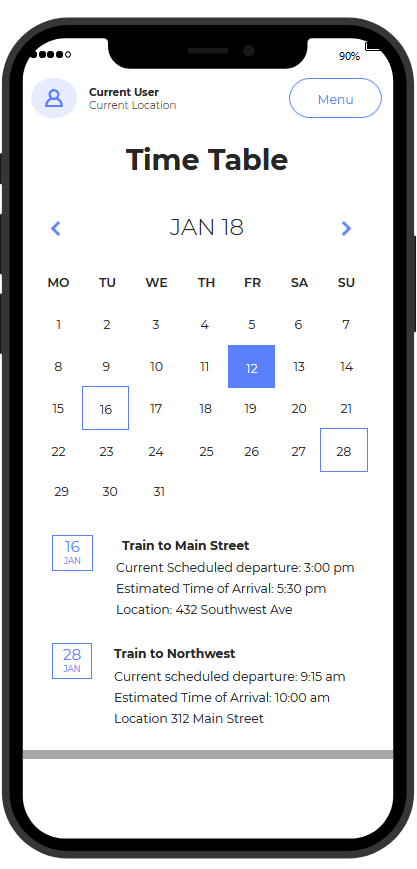 90%
Current User
Current Location
Menu
Time Table
JAN 18
MO TU WE TH FR SA SU
1 2 3 4 5 6 7
8 9 10 11 12 13 14
15 16 17 18 19 20 21
22 23 24 25 26 27 28
29 30 31
16 Train to Main Street
JAN Current Scheduled departure: 3:00 pm
Estimated Time of Arrival: 5:30 pm
Location: 432 Southwest Ave
28 Train to Northwest
JAN Current scheduled departure: 9:15 am
Estimated Time of Arrival: 10:00 am
Location 312 Main Street